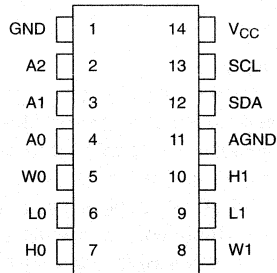 GND 1 14 VCC
A2 2 13 SCL
A1 3 12 SDA
A0 4 11 AGND
W0 5 10 H1
L0 6 9 L1
H0 7 8 W1